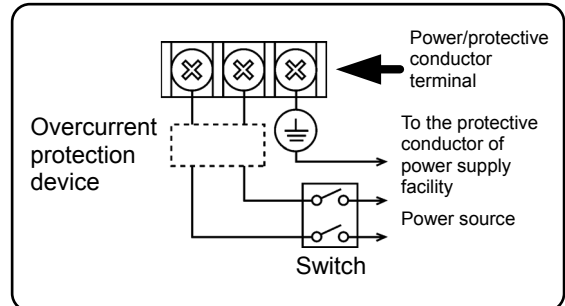 Power/protective
conductor
terminal
Overcurrent
protection
device
To the protective
conductor of
power supply
facility
Power source
Switch